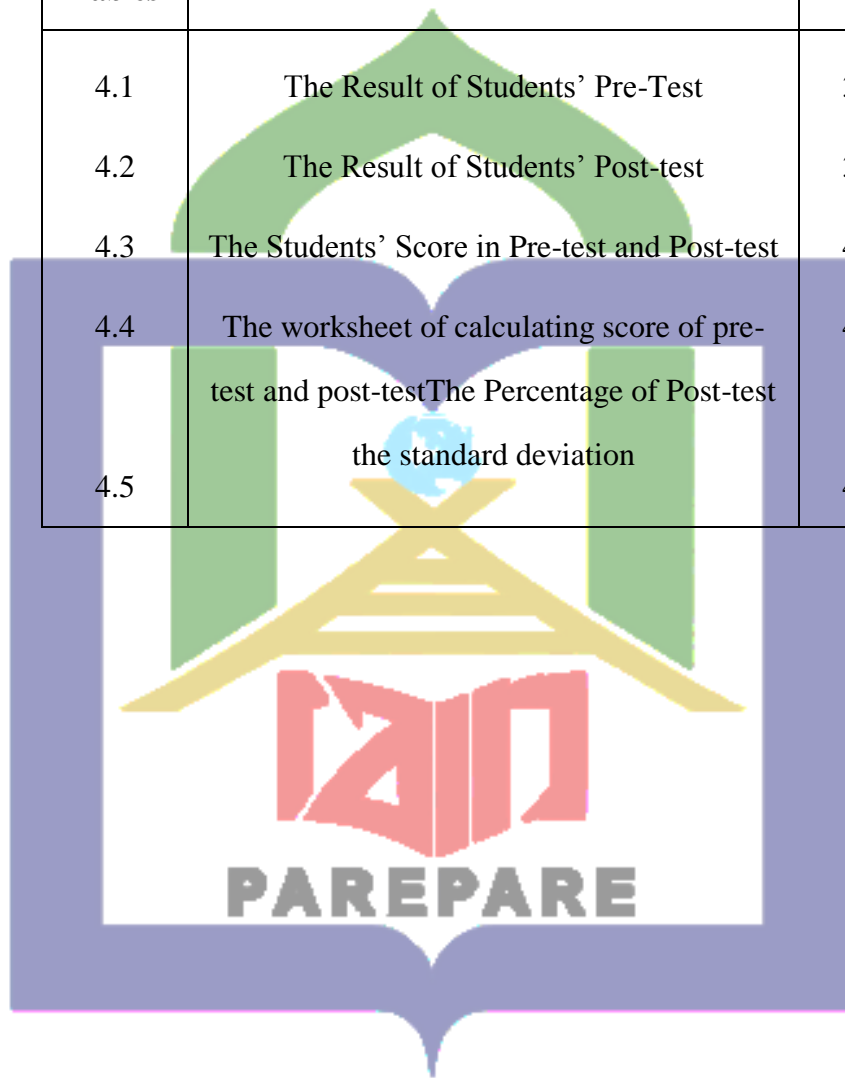 4.1 The Result of Students’ Pre-Test
4.2 The Result of Students’ Post-test
4.3 The Students’ Score in Pre-test and Post-test
4.4 The worksheet of calculating score of pre-
test and post-testThe Percentage of Post-test
the standard deviation
4.5
iain
PAREPARE